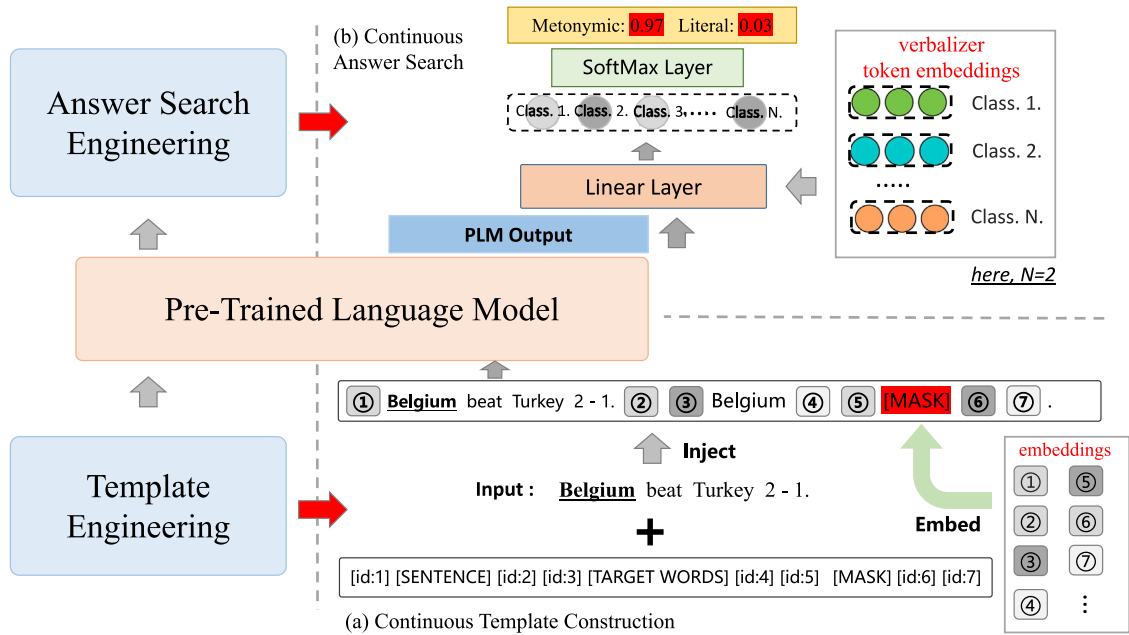 (b) Continuous
Answer Search
Metonymic: 0.97 Literal: 0.03
SoftMax Layer
Class. 1. Class. 2. Class. 3. ..... Class. N.
Linear Layer
PLM Output
verbalizer
token embeddings
Class. 1.
Class. 2.
.....
Class. N.
here, N=2
Answer Search
Engineering
Pre-Trained Language Model
Template
Engineering
① Belgium beat Turkey 2 - 1. ② ③ Belgium ④ ⑤ [MASK] ⑥ ⑦ .
Inject
Input : Belgium beat Turkey 2 - 1.
+
Embed
[id:1] [SENTENCE] [id:2] [id:3] [TARGET WORDS] [id:4] [id:5] [MASK] [id:6] [id:7]
(a) Continuous Template Construction
embeddings
① ⑤
② ⑥
③ ⑦
④ ⋮